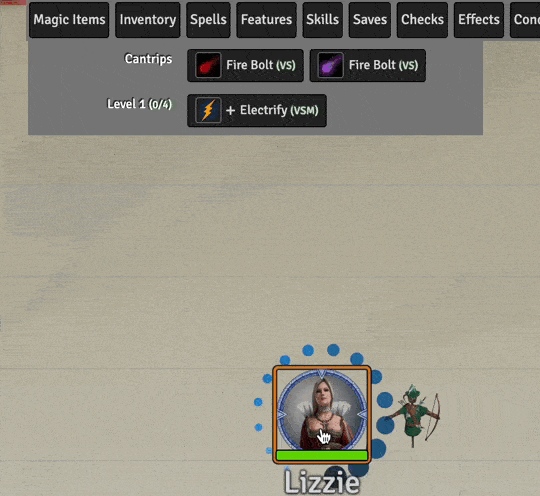 Magic Items Inventory Spells Features Skills Saves Checks Effects
Cantrips Fire Bolt (VS) Fire Bolt (VS)
Level 1 (0/4) + Electrify (VSM)
Lizzie